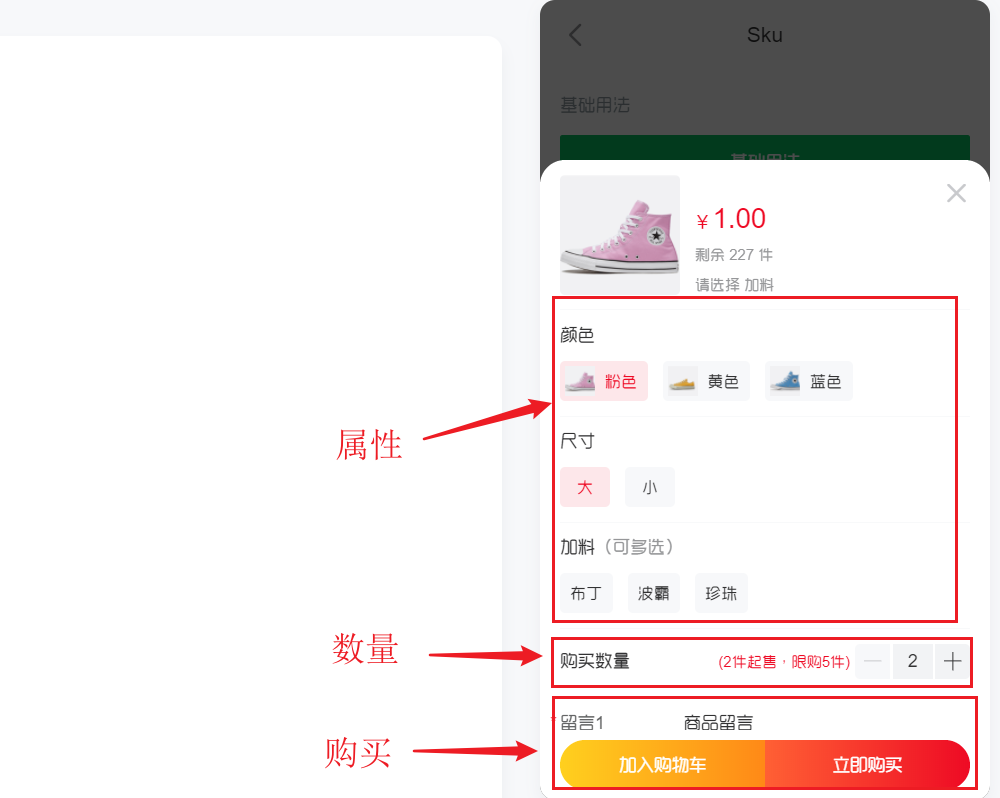 Sku
基础用法
基础用法
¥ 1.00
剩余 227 件
请选择 加料
颜色
粉色
黄色
蓝色
属性
尺寸
大
小
加料（可多选）
布丁
波霸
珍珠
数量
购买数量
(2件起售，限购5件)
2
购买
* 留言1
商品留言
加入购物车
立即购买